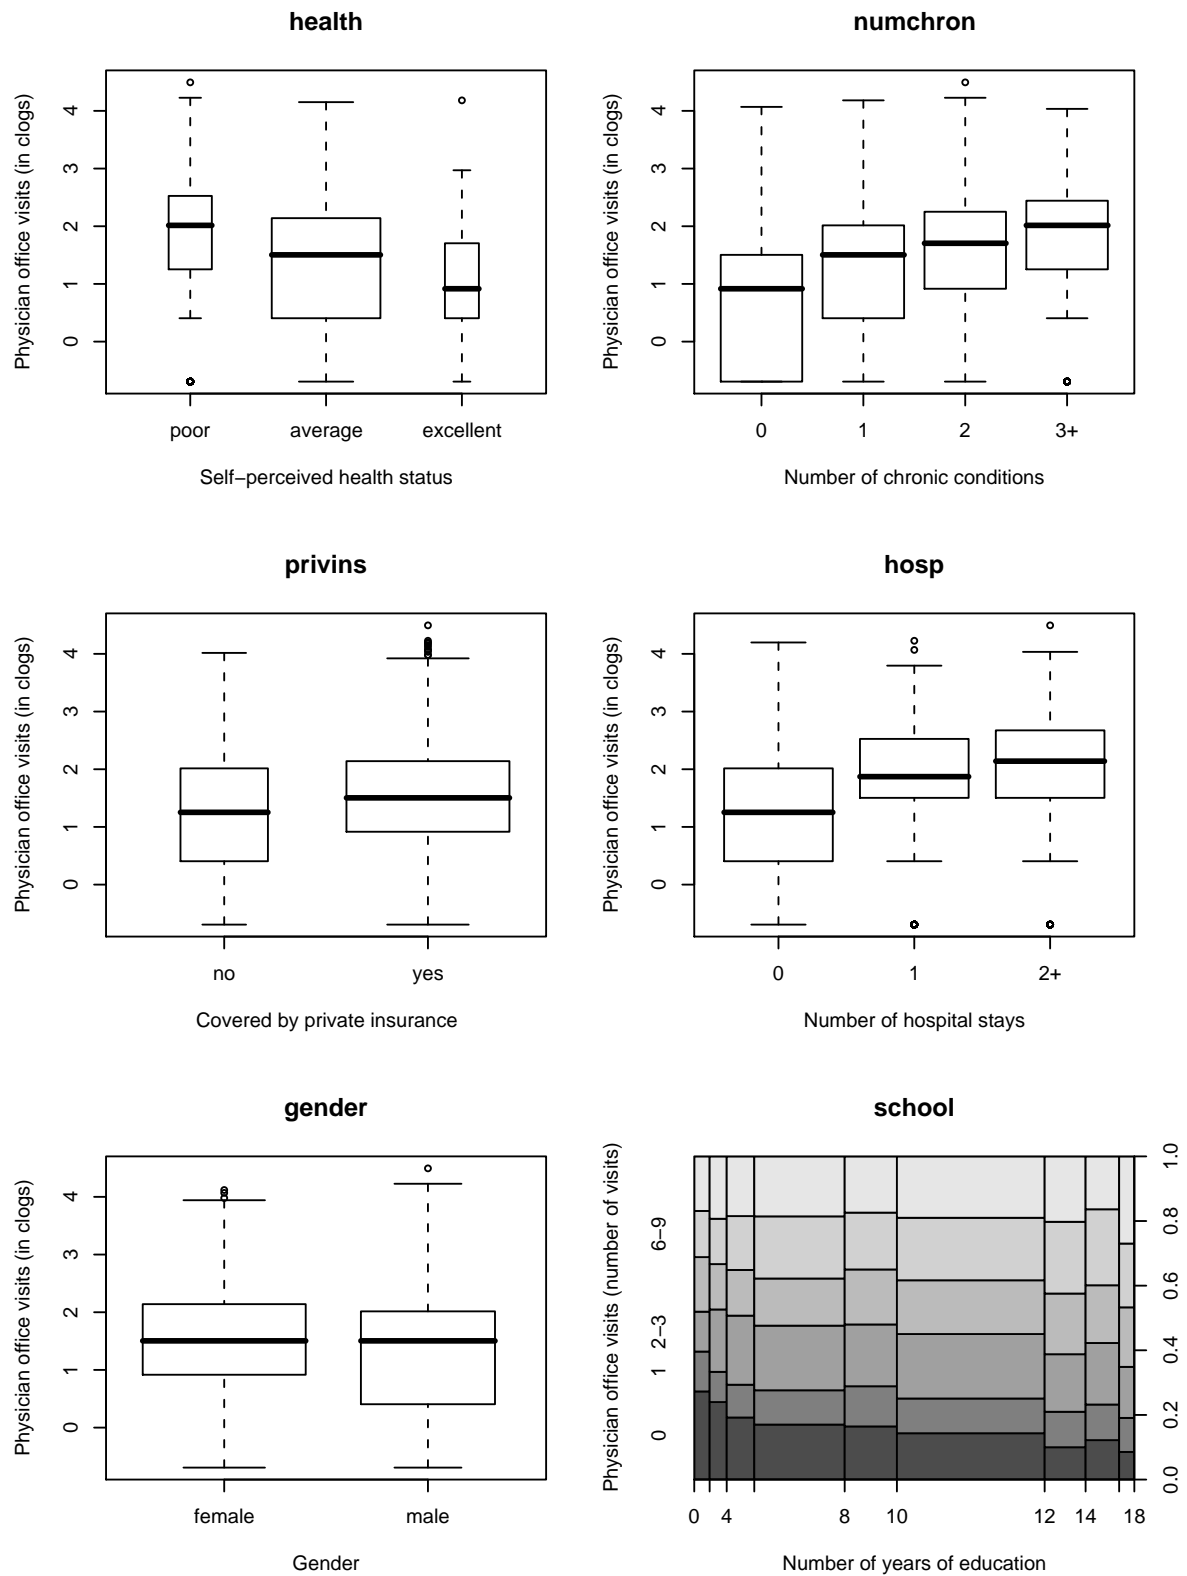 health
Physician office visits (in clogs)
0 1 2 3 4
poor average excellent
Self−perceived health status
numchron
Physician office visits (in clogs)
0 1 2 3 4
0 1 2 3+
Number of chronic conditions
privins
Physician office visits (in clogs)
0 1 2 3 4
no yes
Covered by private insurance
hosp
Physician office visits (in clogs)
0 1 2 3 4
0 1 2+
Number of hospital stays
gender
Physician office visits (in clogs)
0 1 2 3 4
female male
Gender
school
Physician office visits (number of visits)
0 1 2−3 6−9
0.0 0.2 0.4 0.6 0.8 1.0
0 4 8 10 12 14 18
Number of years of education